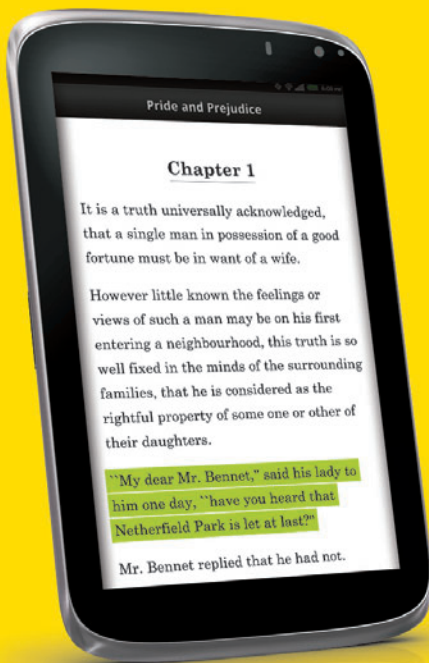 Pride and Prejudice
Chapter 1
It is a truth universally acknowledged,
that a single man in possession of a good
fortune must be in want of a wife.
However little known the feelings or
views of such a man may be on his first
entering a neighbourhood, this truth is so
well fixed in the minds of the surrounding
families, that he is considered as the
rightful property of some one or other of
their daughters.
``My dear Mr. Bennet," said his lady to
him one day, ``have you heard that
Netherfield Park is let at last?"
Mr. Bennet replied that he had not.